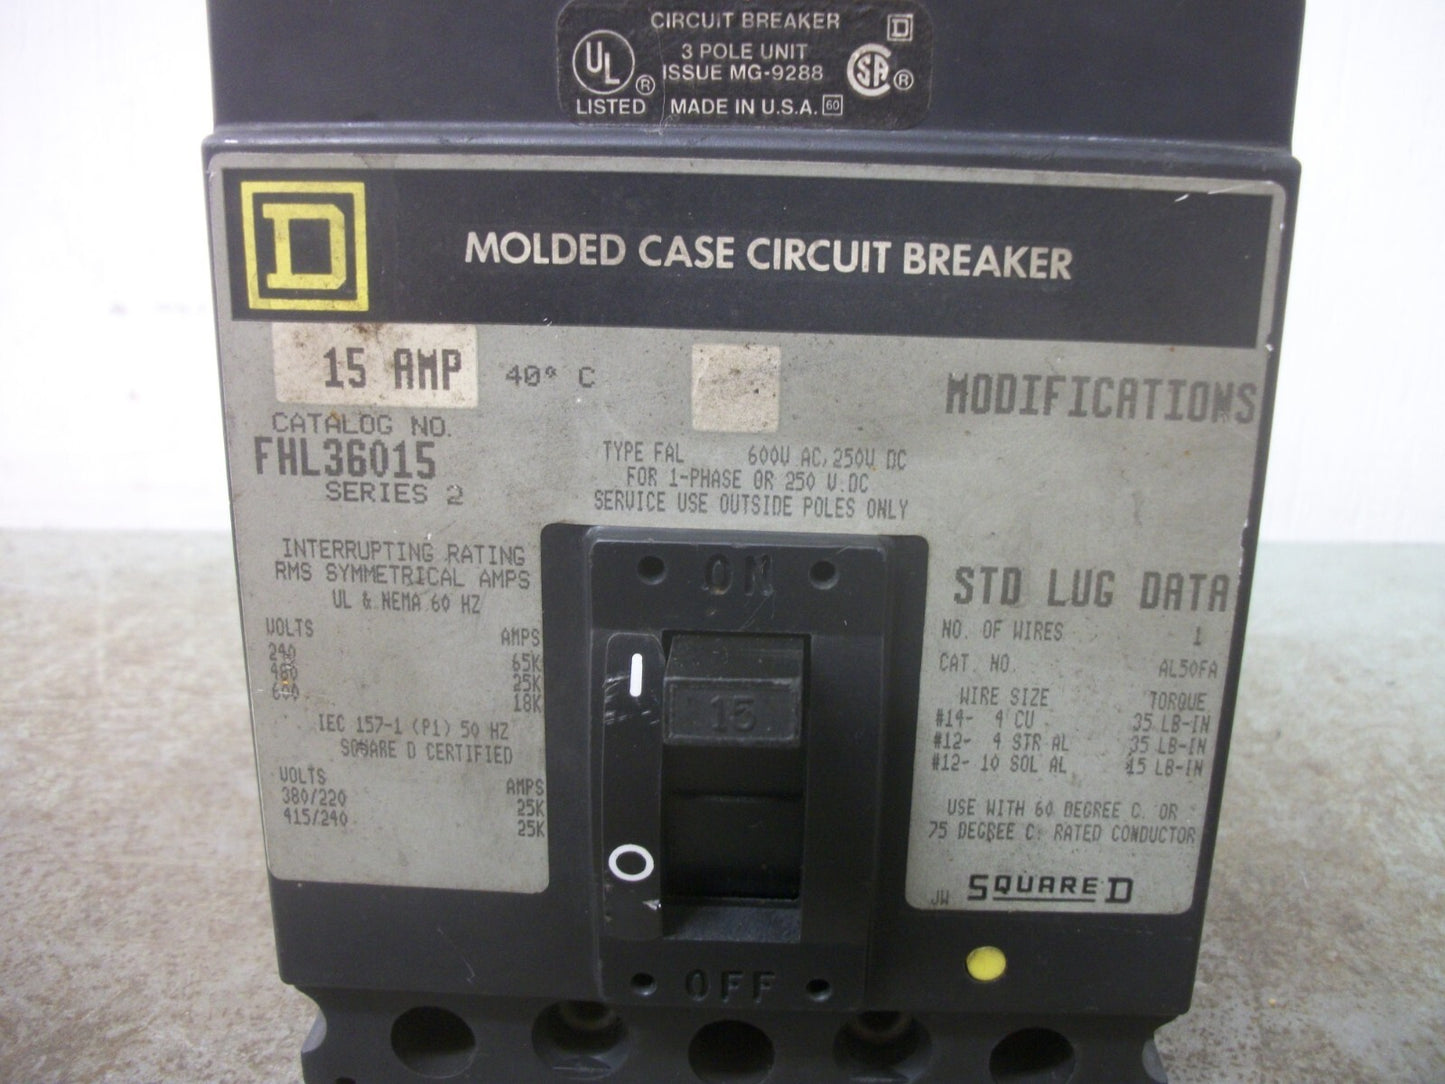 CIRCUIT BREAKER D
UL 3 POLE UNIT SA
® ISSUE MG-9288 ®
LISTED MADE IN U.S.A. 60
D MOLDED CASE CIRCUIT BREAKER
15 AMP 40° C
MODIFICATIONS
CATALOG NO.
FHL36015
SERIES 2
TYPE FAL 600V AC, 250V DC
FOR 1-PHASE OR 250 V.DC
SERVICE USE OUTSIDE POLES ONLY
INTERRUPTING RATING
RMS SYMMETRICAL AMPS
UL & NEMA 60 HZ
VOLTS AMPS
240 65K
480 25K
600 18K
IEC 157-1 (P1) 50 HZ
SQUARE D CERTIFIED
VOLTS AMPS
380/220 25K
415/240 25K
ON
I
15
O
OFF
STD LUG DATA
NO. OF WIRES 1
CAT. NO. AL50FA
WIRE SIZE TORQUE
#14- 4 CU 35 LB-IN
#12- 4 STR AL 35 LB-IN
#12- 10 SOL AL 45 LB-IN
USE WITH 60 DEGREE C. OR
75 DEGREE C. RATED CONDUCTOR
JW SQUARE D